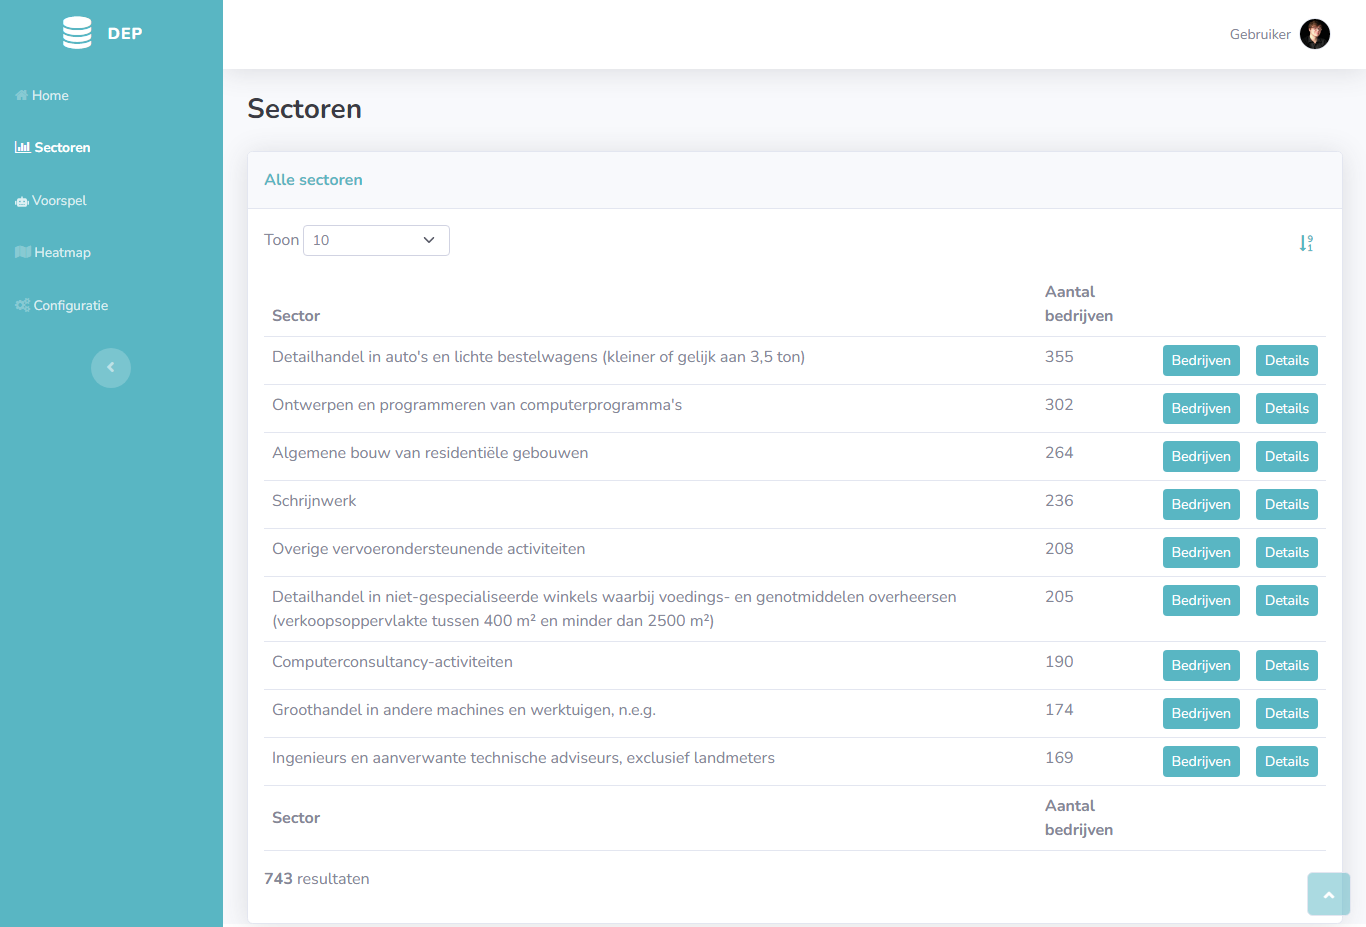 DEP
Gebruiker
Home
Sectoren
Voorspel
Heatmap
Configuratie
Sectoren
Alle sectoren
Toon 10
9
1
Sector Aantal
bedrijven
Detailhandel in auto's en lichte bestelwagens (kleiner of gelijk aan 3,5 ton) 355 Bedrijven Details
Ontwerpen en programmeren van computerprogramma's 302 Bedrijven Details
Algemene bouw van residentiële gebouwen 264 Bedrijven Details
Schrijnwerk 236 Bedrijven Details
Overige vervoerondersteunende activiteiten 208 Bedrijven Details
Detailhandel in niet-gespecialiseerde winkels waarbij voedings- en genotmiddelen overheersen 205 Bedrijven Details
(verkoopsoppervlakte tussen 400 m² en minder dan 2500 m²)
Computerconsultancy-activiteiten 190 Bedrijven Details
Groothandel in andere machines en werktuigen, n.e.g. 174 Bedrijven Details
Ingenieurs en aanverwante technische adviseurs, exclusief landmeters 169 Bedrijven Details
Sector Aantal
bedrijven
743 resultaten